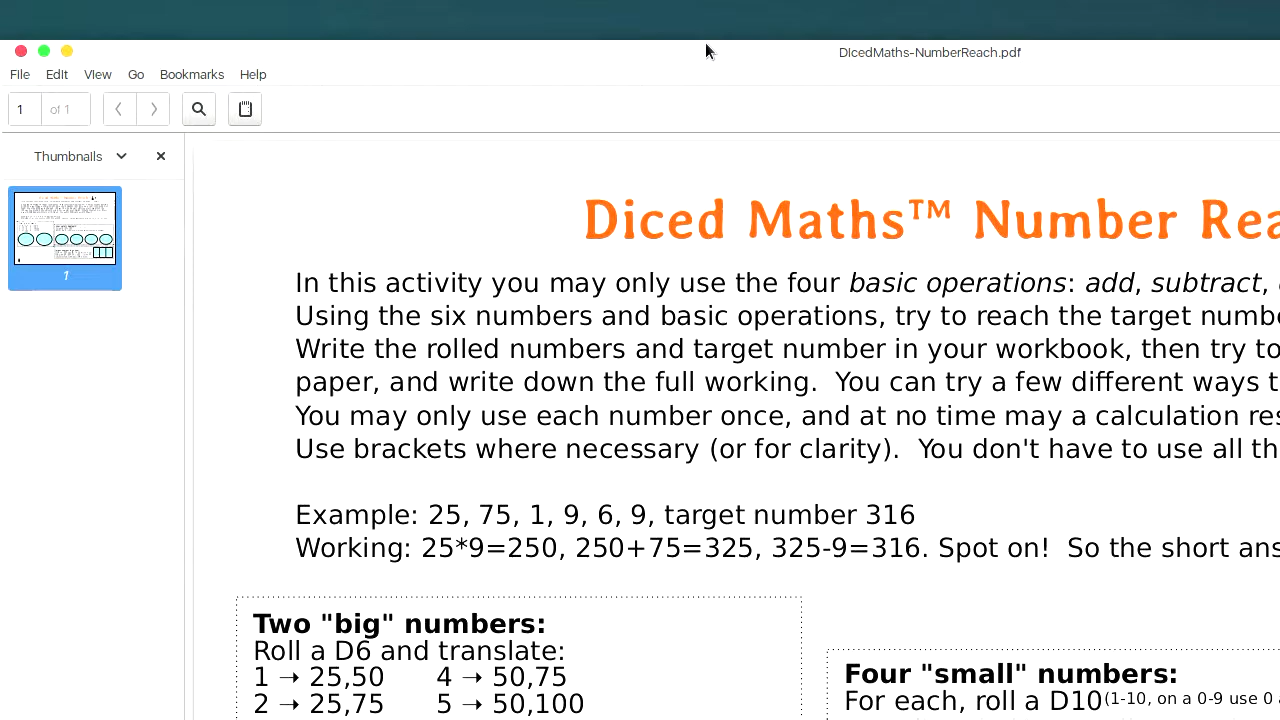 DicedMaths-NumberReach.pdf
File Edit View Go Bookmarks Help
1 of 1
Thumbnails
1
Diced Maths™ Number
In this activity you may only use the four basic operations: add, subtract,
Using the six numbers and basic operations, try to reach the target
Write the rolled numbers and target number in your workbook, then try to
paper, and write down the full working. You can try a few different ways
You may only use each number once, and at no time may a calculation
Use brackets where necessary (or for clarity). You don't have to use all
Example: 25, 75, 1, 9, 6, 9, target number 316
Working: 25*9=250, 250+75=325, 325-9=316. Spot on! So the short
Two "big" numbers:
Roll a D6 and translate:
1 → 25,50 4 → 50,75
2 → 25,75 5 → 50,100
Four "small" numbers:
For each, roll a D10(1-10, on a 0-9 use 0